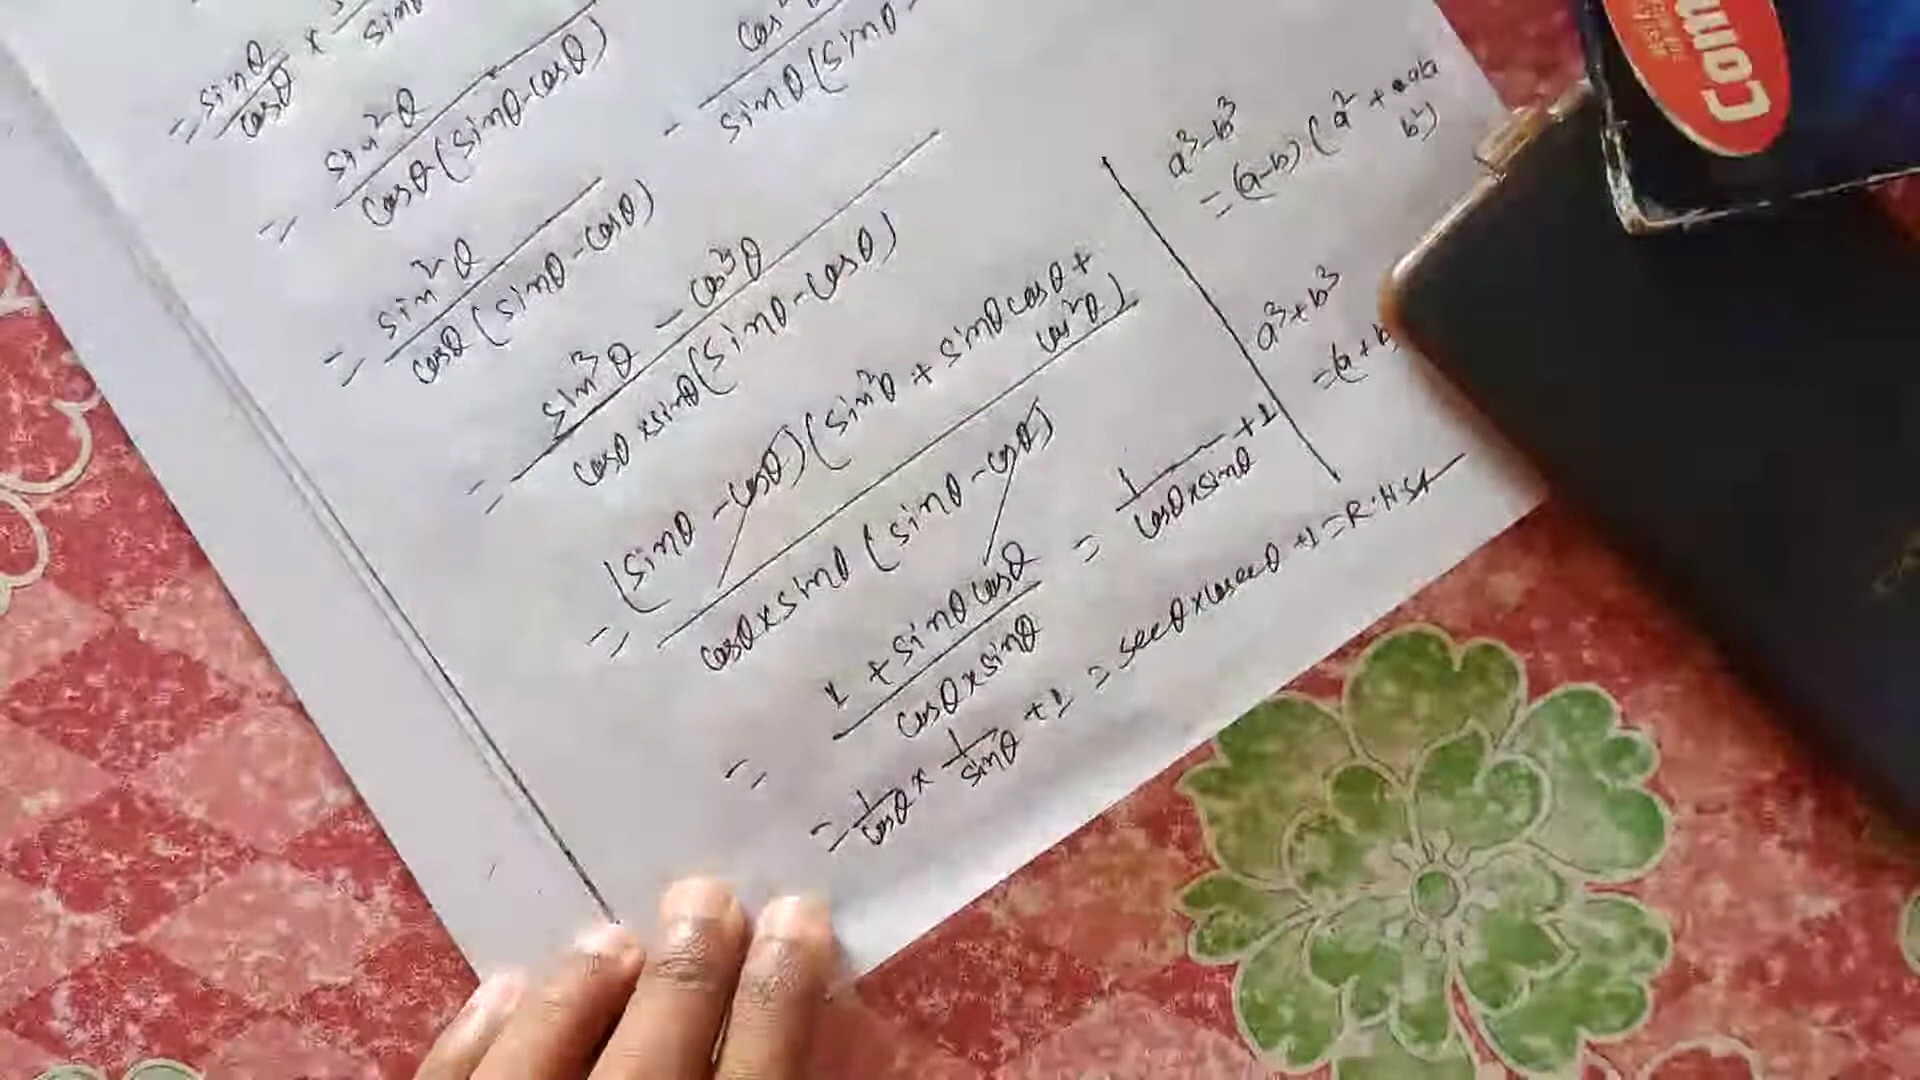 = sinθ/cosθ ×
= sin²θ/cosθ(sinθ-cosθ) - cos²θ/sinθ(sinθ-
= sin²θ/cosθ(sinθ-cosθ)
= sin³θ - cos³θ/cosθ×sinθ(sinθ-cosθ)
= (sinθ-cosθ)(sin²θ + sinθcosθ + cos²θ)/cosθ×sinθ(sinθ-cosθ)
= 1 + sinθcosθ/cosθ×sinθ = 1/cosθ×sinθ + 1
= 1/cosθ × 1/sinθ + 1 = secθ×cosecθ + 1 = R.H.S
a³-b³
= (a-b)(a² + ab
b²)
a³+b³
= (a+b
Com